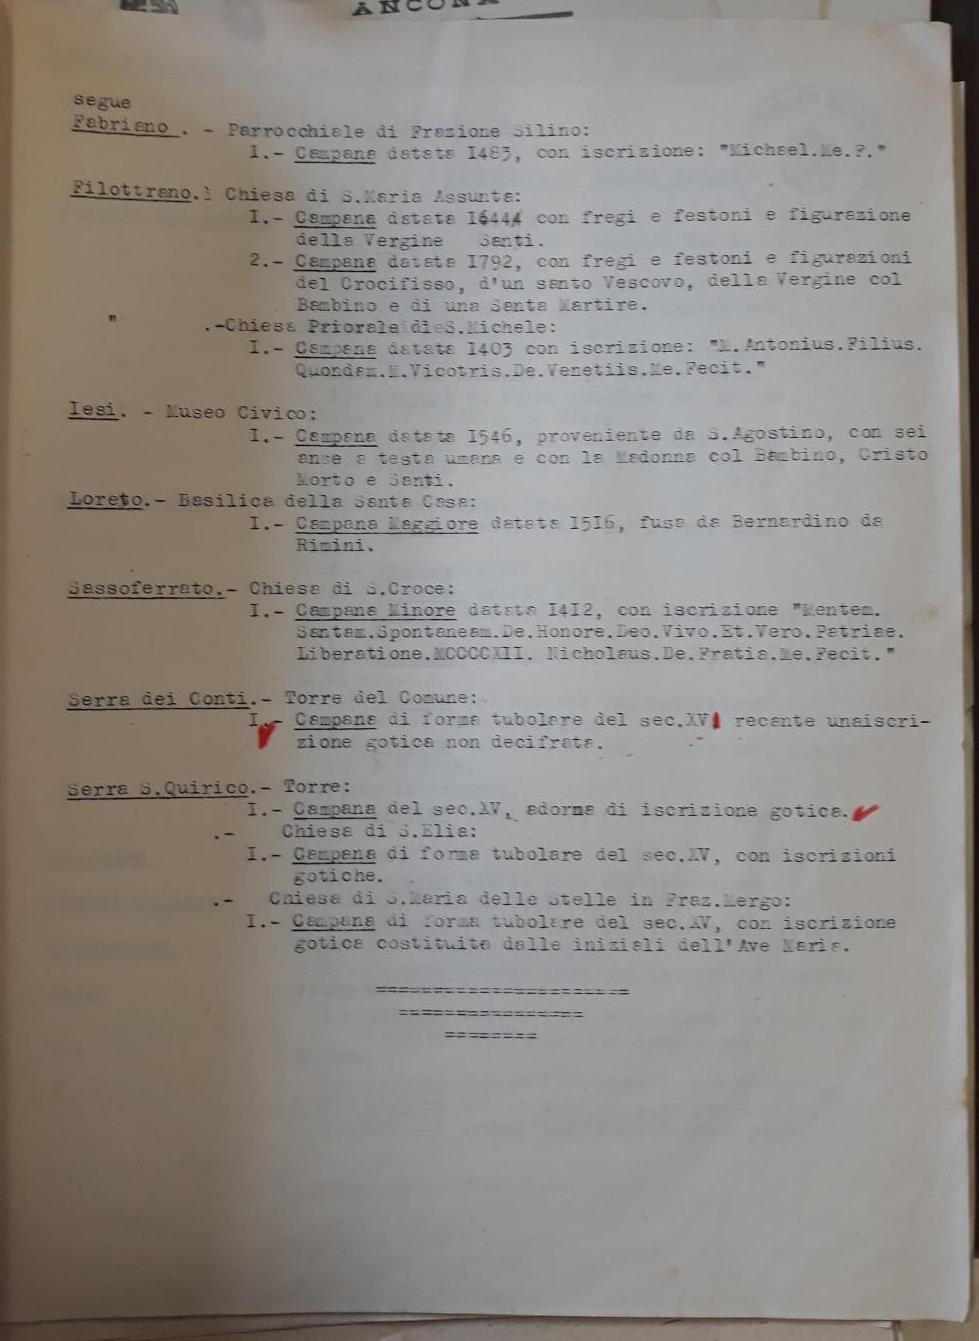 ANCONA
segue
Fabriano . - Parrocchiale di Frazione Silino:
I.- Campana datata I483, con iscrizione: "Michael.Me.F."
Filottrano.- Chiesa di S.Maria Assunta:
I.- Campana datata I6444 con fregi e festoni e figurazione
della Vergine Santi.
2.- Campana datata I792, con fregi e festoni e figurazioni
del Crocifisso, d'un santo Vescovo, della Vergine col
Bambino e di una Santa Martire.
" .-Chiesa Priorale di S.Michele:
I.- Campana datata 1403 con iscrizione: "M.Antonius.Filius.
Quondam.M.Vicotris.De.Venetiis.Me.Fecit."
Iesi. - Museo Civico:
I.- Campana datata I546, proveniente da S.Agostino, con sei
anse a testa umana e con la Madonna col Bambino, Cristo
Morto e Santi.
Loreto.- Basilica della Santa Casa:
I.- Campana Maggiore datata I5I6, fusa da Bernardino da
Rimini.
Sassoferrato.- Chiesa di S.Croce:
I.- Campana Minore datata I4I2, con iscrizione "Mentem.
Santam.Spontaneam.De.Honore.Deo.Vivo.Et.Vero.Patriae.
Liberatione.MCCCCXII. Nicholaus.De.Fratia.Me.Fecit."
Serra dei Conti.- Torre del Comune:
I.- Campana di forma tubolare del sec.XV recante unaiscri-
zione gotica non decifrata.
Serra S.Quirico.- Torre:
I.- Campana del sec.XV, adorna di iscrizione gotica.
.- Chiesa di S.Elia:
I.- Campana di forma tubolare del sec.XV, con iscrizioni
gotiche.
.- Chiesa di S.Maria delle Stelle in Fraz.Mergo:
I.- Campana di forma tubolare del sec.XV, con iscrizione
gotica costituita dalle iniziali dell'Ave Maria.